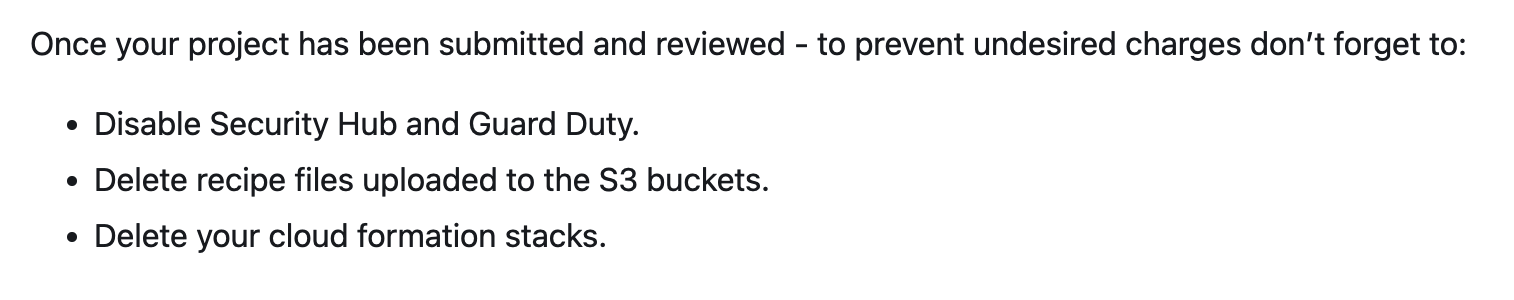 Once your project has been submitted and reviewed - to prevent undesired charges don’t forget to:
• Disable Security Hub and Guard Duty.
• Delete recipe files uploaded to the S3 buckets.
• Delete your cloud formation stacks.